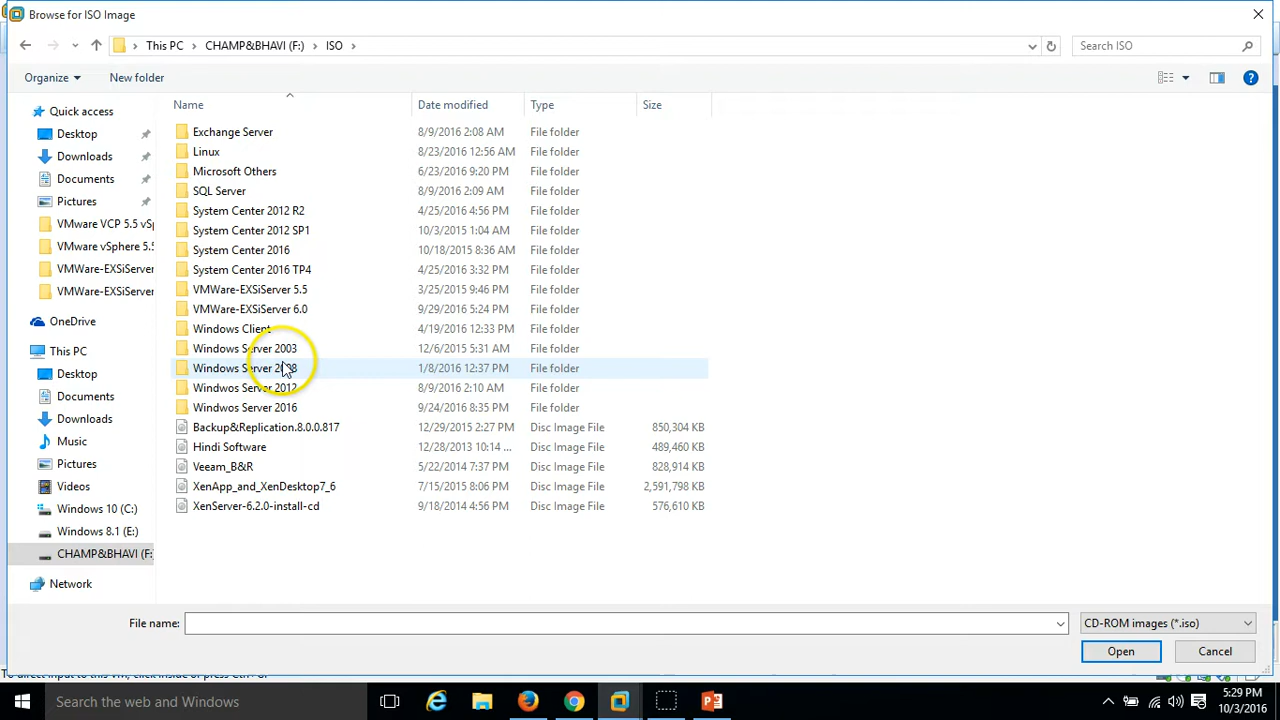 Browse for ISO Image
This PC > CHAMP&BHAVI (F:) > ISO >
Search ISO
Organize
New folder
Name Date modified Type Size
Quick access
Desktop
Downloads
Documents
Pictures
VMware VCP 5.5 vSp
VMware vSphere 5.5
VMWare-EXSiServer
VMWare-EXSiServer
OneDrive
This PC
Desktop
Documents
Downloads
Music
Pictures
Videos
Windows 10 (C:)
Windows 8.1 (E:)
CHAMP&BHAVI (F:)
Network
Exchange Server 8/9/2016 2:08 AM File folder
Linux 8/23/2016 12:56 AM File folder
Microsoft Others 6/23/2016 9:20 PM File folder
SQL Server 8/9/2016 2:09 AM File folder
System Center 2012 R2 4/25/2016 4:56 PM File folder
System Center 2012 SP1 10/3/2015 1:04 AM File folder
System Center 2016 10/18/2015 8:36 AM File folder
System Center 2016 TP4 4/25/2016 3:32 PM File folder
VMWare-EXSiServer 5.5 3/25/2015 9:46 PM File folder
VMWare-EXSiServer 6.0 9/29/2016 5:24 PM File folder
Windows Client 4/19/2016 12:33 PM File folder
Windows Server 2003 12/6/2015 5:31 AM File folder
Windows Server 2008 1/8/2016 12:37 PM File folder
Windwos Server 2012 8/9/2016 2:10 AM File folder
Windwos Server 2016 9/24/2016 8:35 PM File folder
Backup&Replication.8.0.0.817 12/29/2015 2:27 PM Disc Image File 850,304 KB
Hindi Software 12/28/2013 10:14 ... Disc Image File 489,460 KB
Veeam_B&R 5/22/2014 7:37 PM Disc Image File 828,914 KB
XenApp_and_XenDesktop7_6 7/15/2015 8:06 PM Disc Image File 2,591,798 KB
XenServer-6.2.0-install-cd 9/18/2014 4:56 PM Disc Image File 576,610 KB
File name:
CD-ROM images (*.iso)
Open
Cancel
Search the web and Windows
5:29 PM
10/3/2016